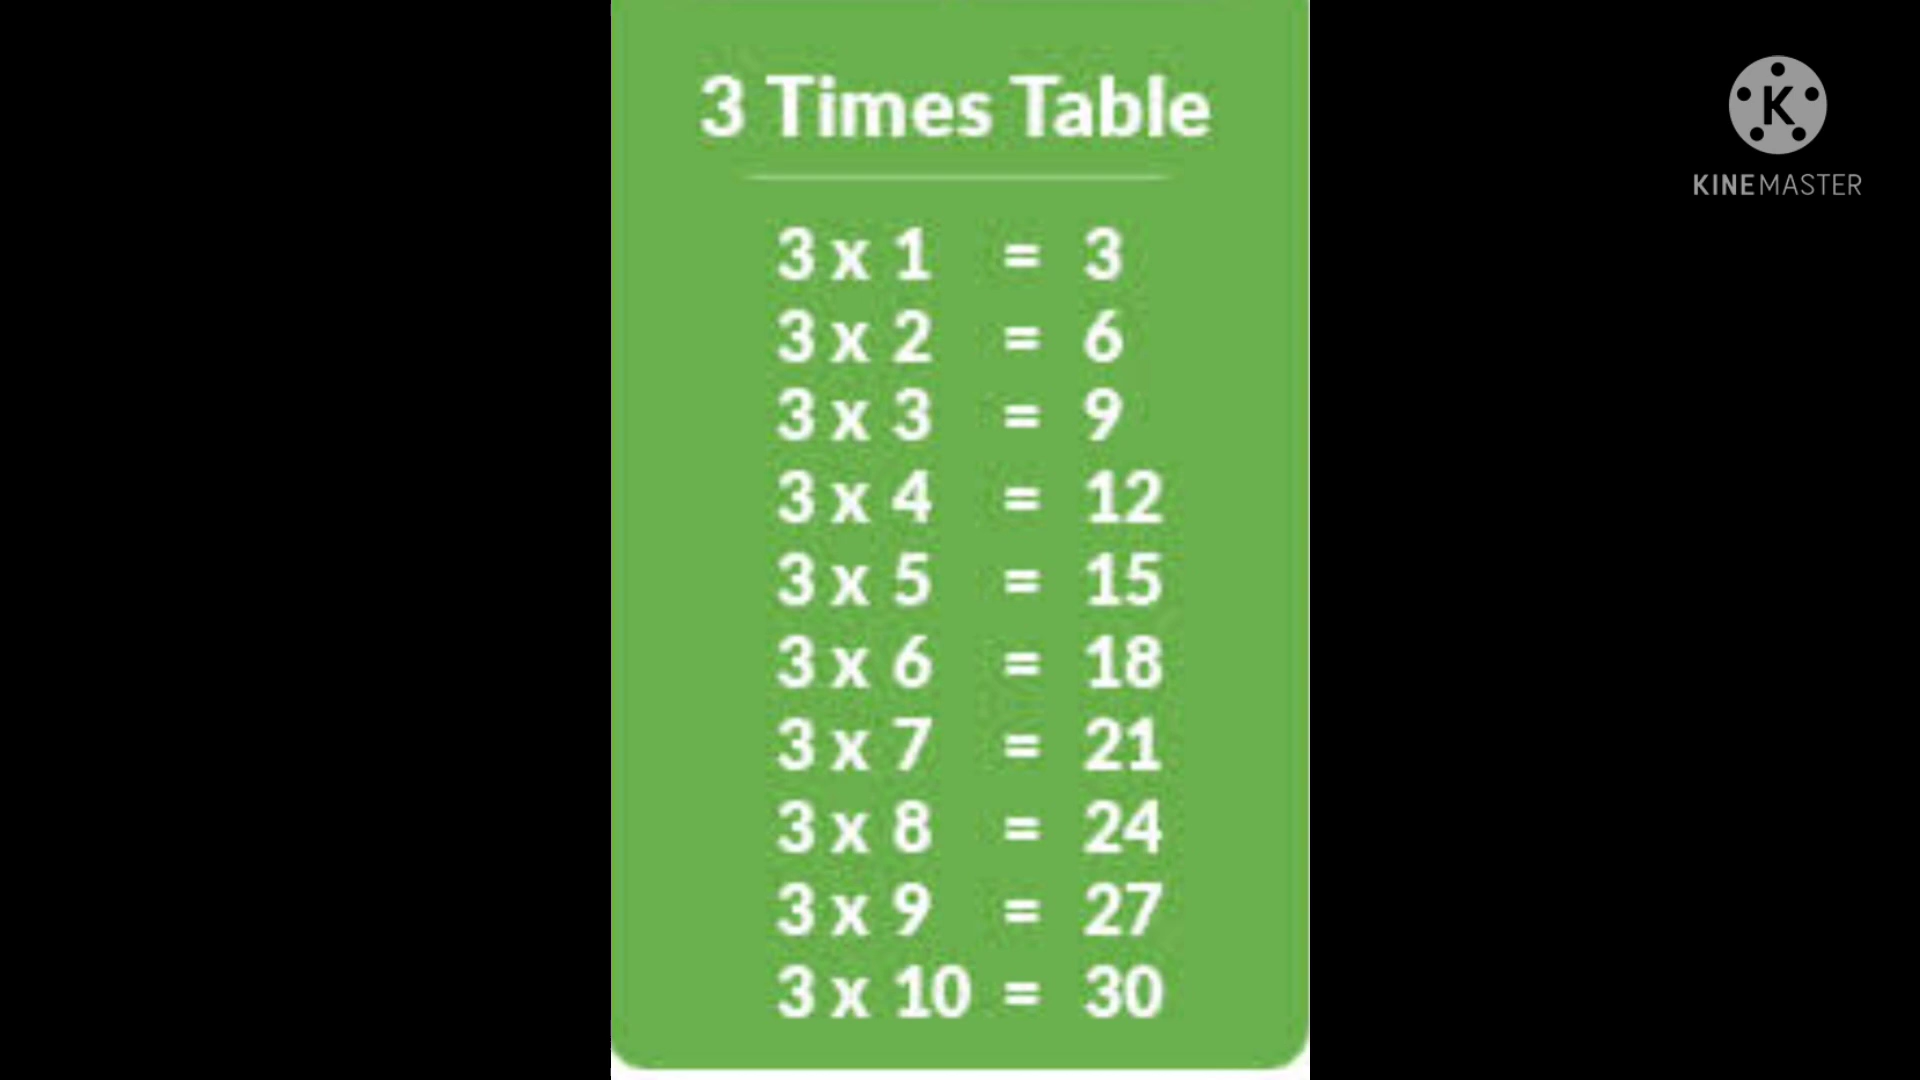 3 Times Table
3 x 1 = 3
3 x 2 = 6
3 x 3 = 9
3 x 4 = 12
3 x 5 = 15
3 x 6 = 18
3 x 7 = 21
3 x 8 = 24
3 x 9 = 27
3 x 10 = 30
K
KINEMASTER